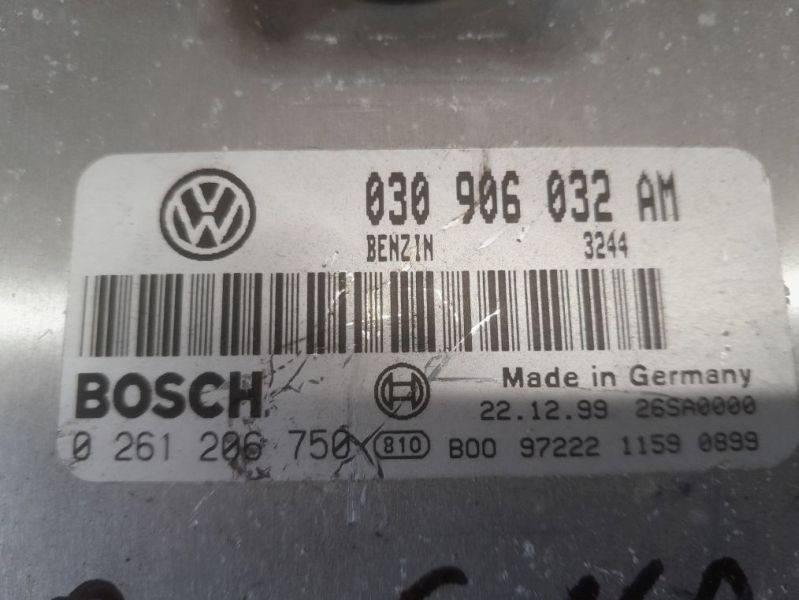 030 906 032 AM
BENZIN 3244
BOSCH Made in Germany
22.12.99 26SA0000
0 261 206 750 810 B00 97222 1159 0899